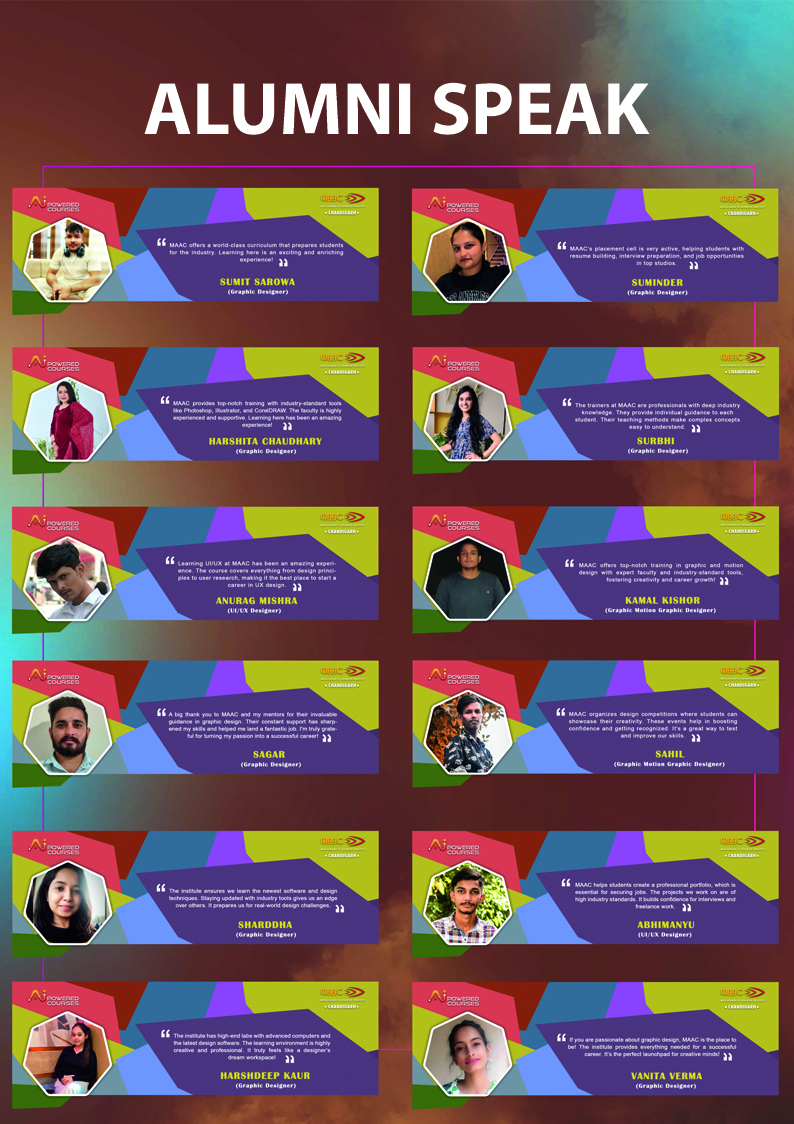 ALUMNI SPEAK
Ai POWERED
COURSES
MAAC
• CHANDIGARH •
“ MAAC offers a world-class curriculum that prepares students
for the industry. Learning here is an exciting and enriching
experience! ”
SUMIT SAROWA
(Graphic Designer)
Ai POWERED
COURSES
MAAC
• CHANDIGARH •
“ MAAC's placement cell is very active, helping students with
resume building, interview preparation, and job opportunities
in top studios. ”
SUMINDER
(Graphic Designer)
Ai POWERED
COURSES
MAAC
• CHANDIGARH •
“ MAAC provides top-notch training with industry-standard tools
like Photoshop, Illustrator, and CorelDRAW. The faculty is highly
experienced and supportive. Learning here has been an amazing
experience! ”
HARSHITA CHAUDHARY
(Graphic Designer)
Ai POWERED
COURSES
MAAC
• CHANDIGARH •
“ The trainers at MAAC are professionals with deep industry
knowledge. They provide individual guidance to each
student. Their teaching methods make complex concepts
easy to understand. ”
SURBHI
(Graphic Designer)
Ai POWERED
COURSES
MAAC
• CHANDIGARH •
“ Learning UI/UX at MAAC has been an amazing experi-
ence. The course covers everything from design princi-
ples to user research, making it the best place to start a
career in UX design. ”
ANURAG MISHRA
(UI/UX Designer)
Ai POWERED
COURSES
MAAC
• CHANDIGARH •
“ MAAC offers top-notch training in graphic and motion
design with expert faculty and industry-standard tools,
fostering creativity and career growth! ”
KAMAL KISHOR
(Graphic Motion Graphic Designer)
Ai POWERED
COURSES
MAAC
• CHANDIGARH •
“ A big thank you to MAAC and my mentors for their invaluable
guidance in graphic design. Their constant support has sharp-
ened my skills and helped me land a fantastic job. I'm truly grate-
ful for turning my passion into a successful career! ”
SAGAR
(Graphic Designer)
Ai POWERED
COURSES
MAAC
• CHANDIGARH •
“ MAAC organizes design competitions where students can
showcase their creativity. These events help in boosting
confidence and getting recognized. It's a great way to test
and improve our skills. ”
SAHIL
(Graphic Motion Graphic Designer)
Ai POWERED
COURSES
MAAC
• CHANDIGARH •
“ The institute ensures we learn the newest software and design
techniques. Staying updated with industry tools gives us an edge
over others. It prepares us for real-world design challenges. ”
SHARDDHA
(Graphic Designer)
Ai POWERED
COURSES
MAAC
• CHANDIGARH •
“ MAAC helps students create a professional portfolio, which is
essential for securing jobs. The projects we work on are of
high industry standards. It builds confidence for interviews and
freelance work. ”
ABHIMANYU
(UI/UX Designer)
Ai POWERED
COURSES
MAAC
• CHANDIGARH •
“ The institute has high-end labs with advanced computers and
the latest design software. The learning environment is highly
creative and professional. It truly feels like a designer's
dream workspace! ”
HARSHDEEP KAUR
(Graphic Designer)
Ai POWERED
COURSES
MAAC
• CHANDIGARH •
“ If you are passionate about graphic design, MAAC is the place to
be! The institute provides everything needed for a successful
career. It's the perfect launchpad for creative minds! ”
VANITA VERMA
(Graphic Designer)